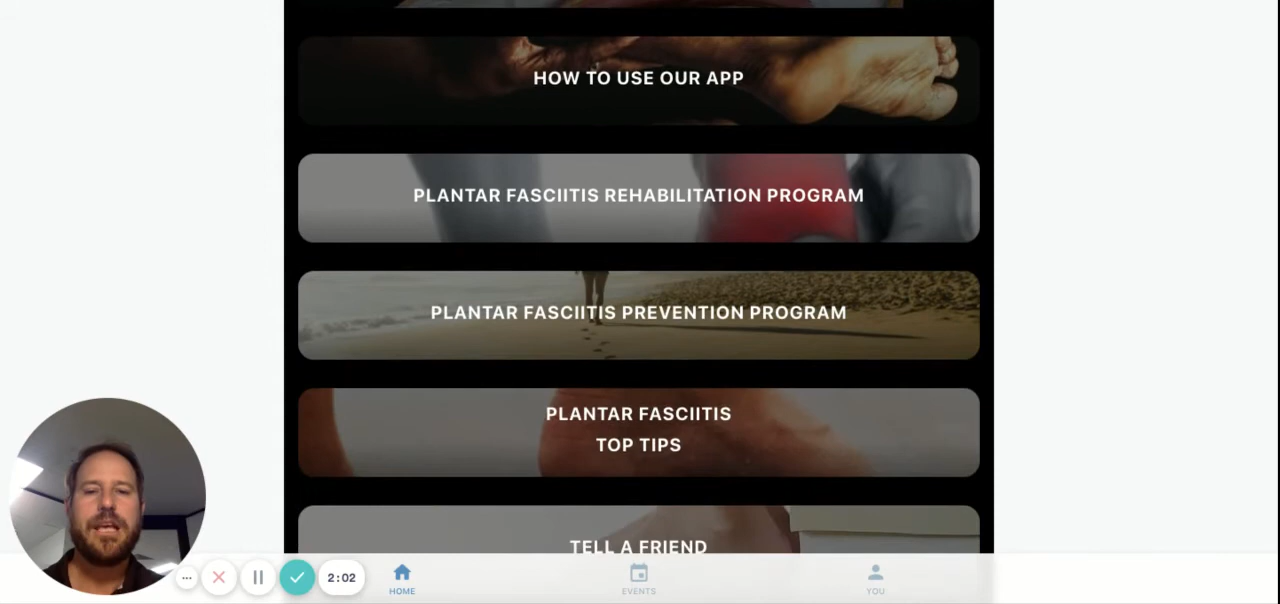 HOW TO USE OUR APP
PLANTAR FASCIITIS REHABILITATION PROGRAM
PLANTAR FASCIITIS PREVENTION PROGRAM
PLANTAR FASCIITIS
TOP TIPS
TELL A FRIEND
2:02
HOME
EVENTS
YOU